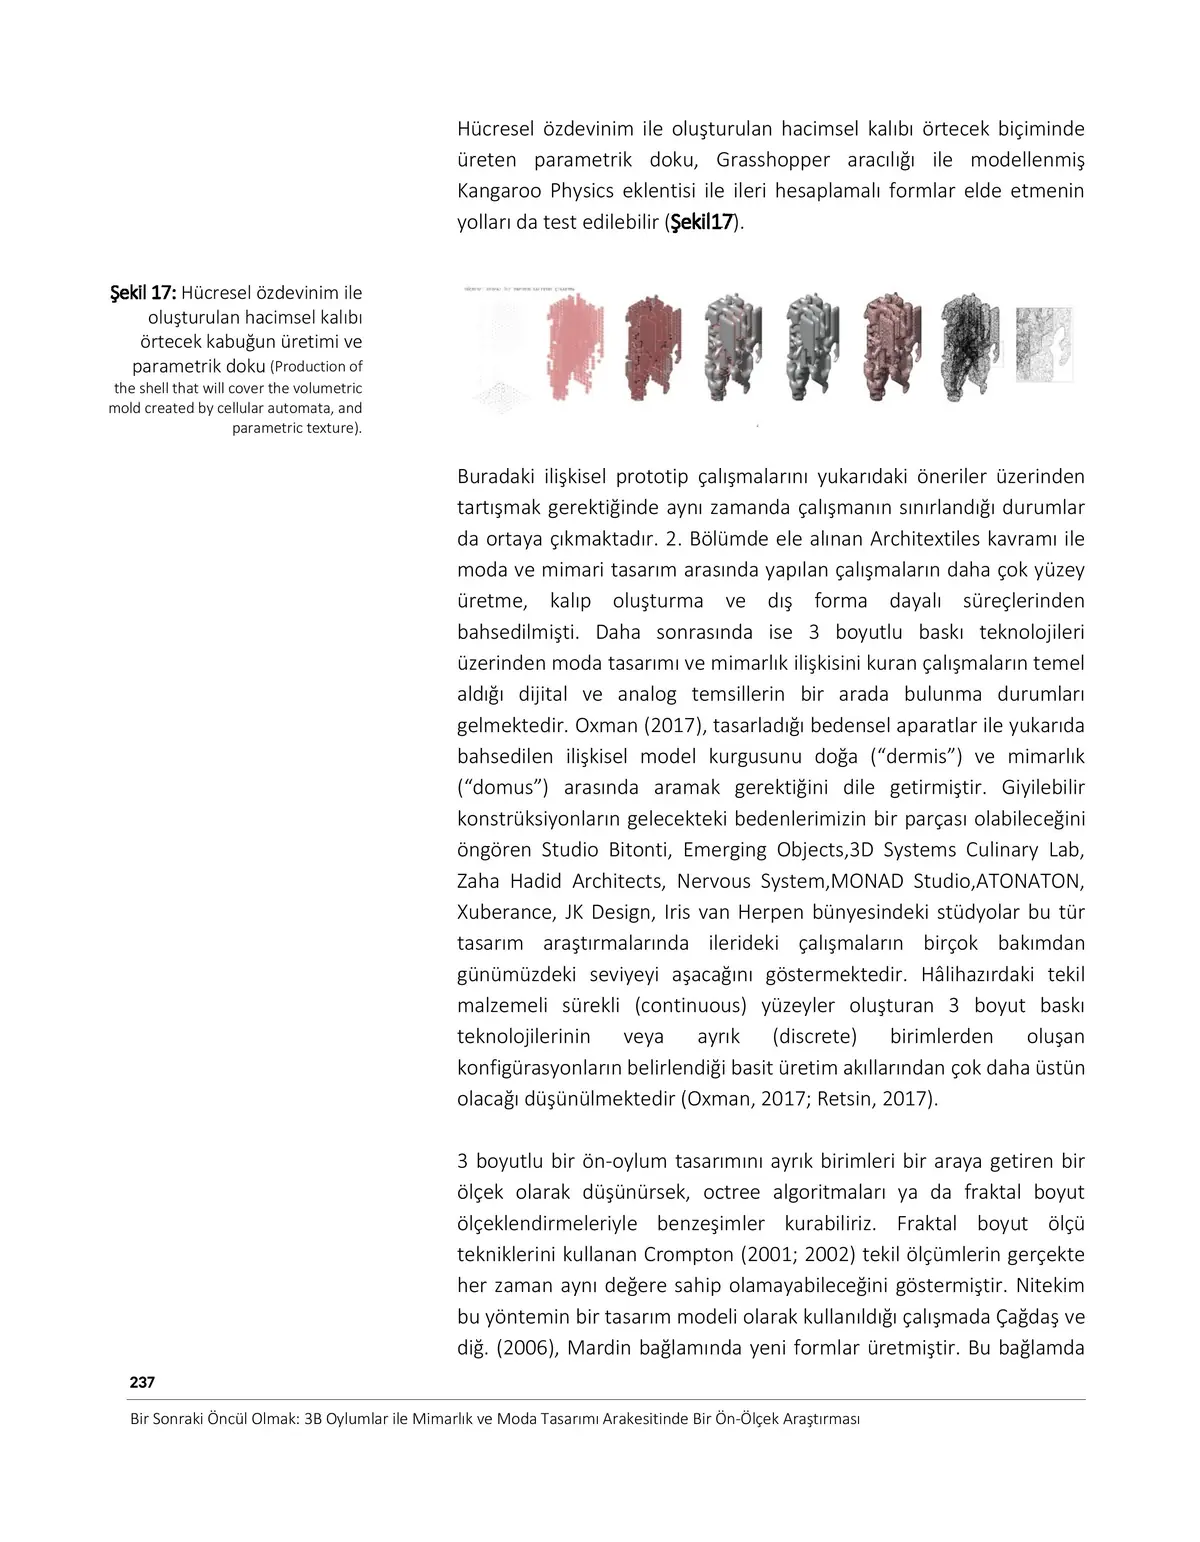 Hücresel özdevinim ile oluşturulan hacimsel kalıbı örtecek biçiminde
üreten parametrik doku, Grasshopper aracılığı ile modellenmiş
Kangaroo Physics eklentisi ile ileri hesaplamalı formlar elde etmenin
yolları da test edilebilir (Şekil17).
Şekil 17: Hücresel özdevinim ile
oluşturulan hacimsel kalıbı
örtecek kabuğun üretimi ve
parametrik doku (Production of
the shell that will cover the volumetric
mold created by cellular automata, and
parametric texture).
Buradaki ilişkisel prototip çalışmalarını yukarıdaki öneriler üzerinden
tartışmak gerektiğinde aynı zamanda çalışmanın sınırlandığı durumlar
da ortaya çıkmaktadır. 2. Bölümde ele alınan Architextiles kavramı ile
moda ve mimari tasarım arasında yapılan çalışmaların daha çok yüzey
üretme, kalıp oluşturma ve dış forma dayalı süreçlerinden
bahsedilmişti. Daha sonrasında ise 3 boyutlu baskı teknolojileri
üzerinden moda tasarımı ve mimarlık ilişkisini kuran çalışmaların temel
aldığı dijital ve analog temsillerin bir arada bulunma durumları
gelmektedir. Oxman (2017), tasarladığı bedensel aparatlar ile yukarıda
bahsedilen ilişkisel model kurgusunu doğa (“dermis”) ve mimarlık
(“domus”) arasında aramak gerektiğini dile getirmiştir. Giyilebilir
konstrüksiyonların gelecekteki bedenlerimizin bir parçası olabileceğini
öngören Studio Bitonti, Emerging Objects,3D Systems Culinary Lab,
Zaha Hadid Architects, Nervous System,MONAD Studio,ATONATON,
Xuberance, JK Design, Iris van Herpen bünyesindeki stüdyolar bu tür
tasarım araştırmalarında ilerideki çalışmaların birçok bakımdan
günümüzdeki seviyeyi aşacağını göstermektedir. Hâlihazırdaki tekil
malzemeli sürekli (continuous) yüzeyler oluşturan 3 boyut baskı
teknolojilerinin veya ayrık (discrete) birimlerden oluşan
konfigürasyonların belirlendiği basit üretim akıllarından çok daha üstün
olacağı düşünülmektedir (Oxman, 2017; Retsin, 2017).
3 boyutlu bir ön-oylum tasarımını ayrık birimleri bir araya getiren bir
ölçek olarak düşünürsek, octree algoritmaları ya da fraktal boyut
ölçeklendirmeleriyle benzeşimler kurabiliriz. Fraktal boyut ölçü
tekniklerini kullanan Crompton (2001; 2002) tekil ölçümlerin gerçekte
her zaman aynı değere sahip olamayabileceğini göstermiştir. Nitekim
bu yöntemin bir tasarım modeli olarak kullanıldığı çalışmada Çağdaş ve
diğ. (2006), Mardin bağlamında yeni formlar üretmiştir. Bu bağlamda
237
Bir Sonraki Öncül Olmak: 3B Oylumlar ile Mimarlık ve Moda Tasarımı Arakesitinde Bir Ön-Ölçek Araştırması